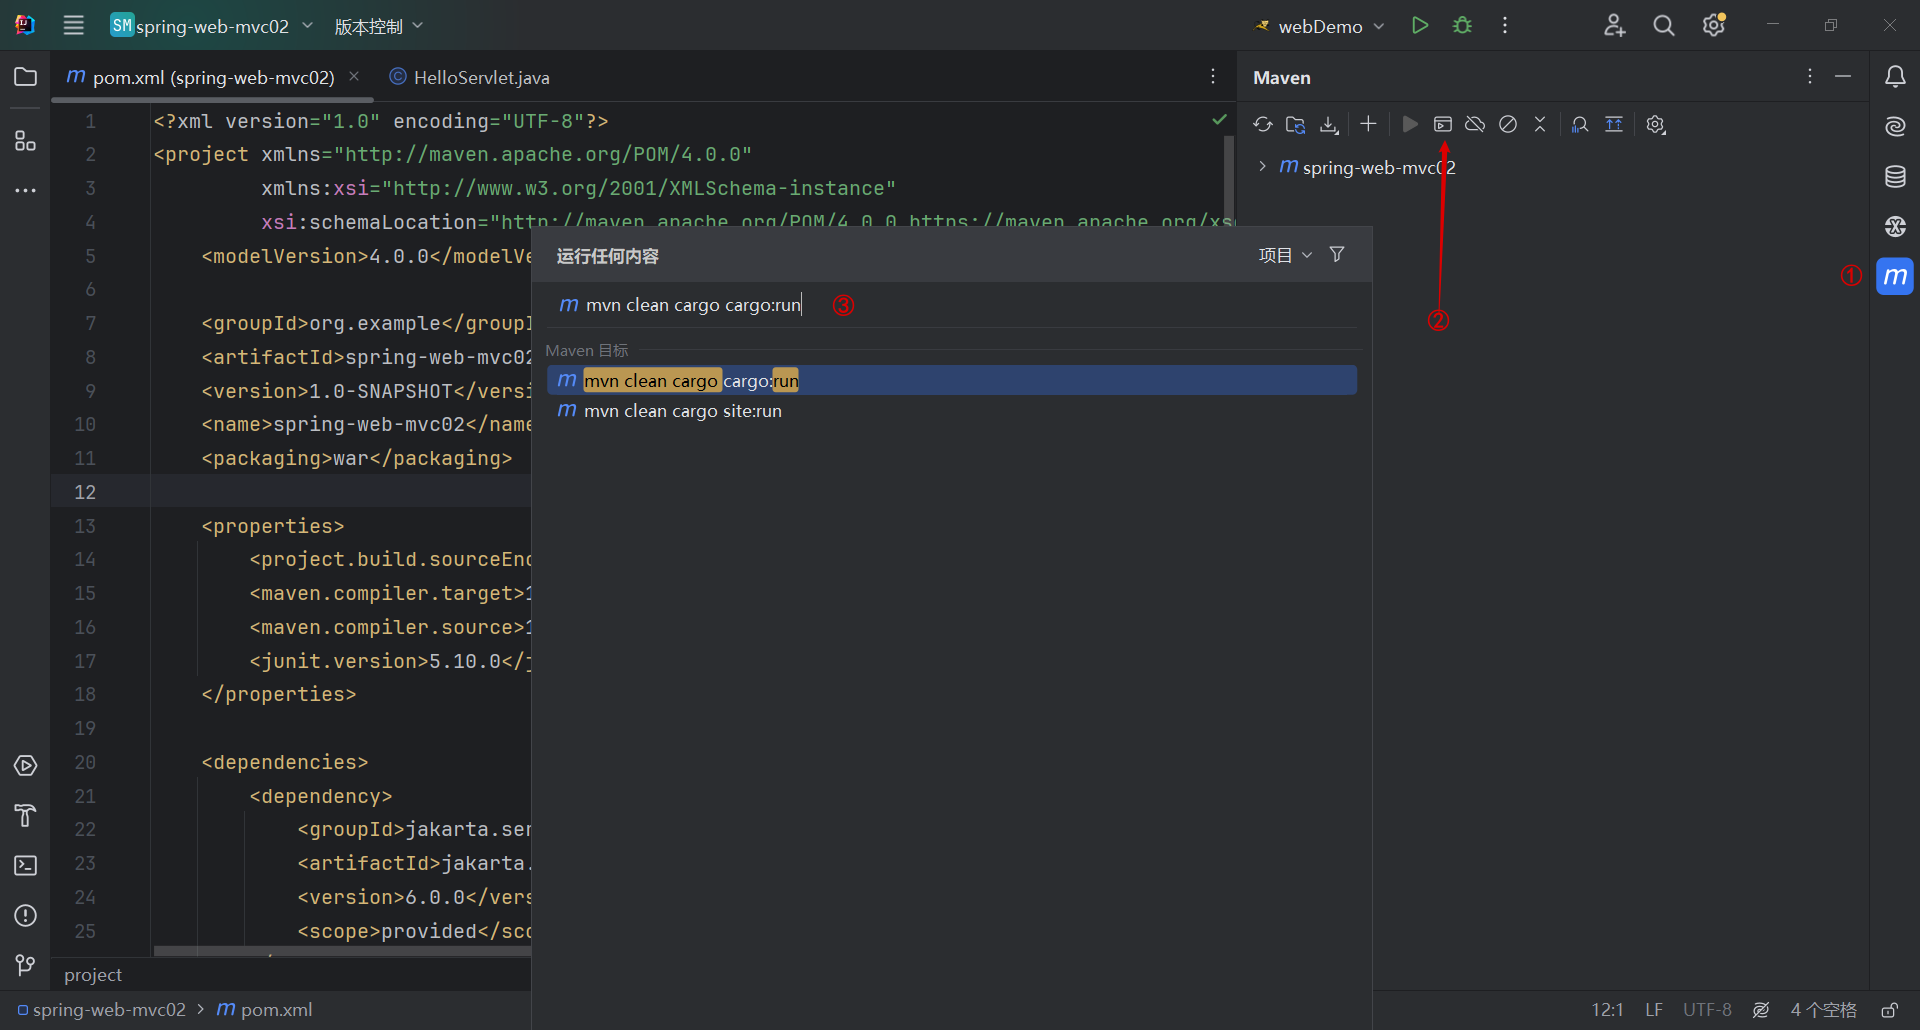 SM spring-web-mvc02 版本控制 webDemo
m pom.xml (spring-web-mvc02) HelloServlet.java
Maven
1 <?xml version="1.0" encoding="UTF-8"?>
2 <project xmlns="http://maven.apache.org/POM/4.0.0"
3 xmlns:xsi="http://www.w3.org/2001/XMLSchema-instance"
4 xsi:schemaLocation="http://maven.apache.org/POM/4.0.0 https://maven.apache.org/xs
5 <modelVersion>4.0.0</modelVe
6
7 <groupId>org.example</groupI
8 <artifactId>spring-web-mvc02
9 <version>1.0-SNAPSHOT</versi
10 <name>spring-web-mvc02</name
11 <packaging>war</packaging>
12
13 <properties>
14 <project.build.sourceEnc
15 <maven.compiler.target>1
16 <maven.compiler.source>1
17 <junit.version>5.10.0</j
18 </properties>
19
20 <dependencies>
21 <dependency>
22 <groupId>jakarta.ser
23 <artifactId>jakarta.
24 <version>6.0.0</vers
25 <scope>provided</sco
运行任何内容 项目
m mvn clean cargo cargo:run ③
Maven 目标
m mvn clean cargo cargo:run
m mvn clean cargo site:run
m spring-web-mvc02
① m
②
project
spring-web-mvc02 > m pom.xml
12:1 LF UTF-8 4 个空格